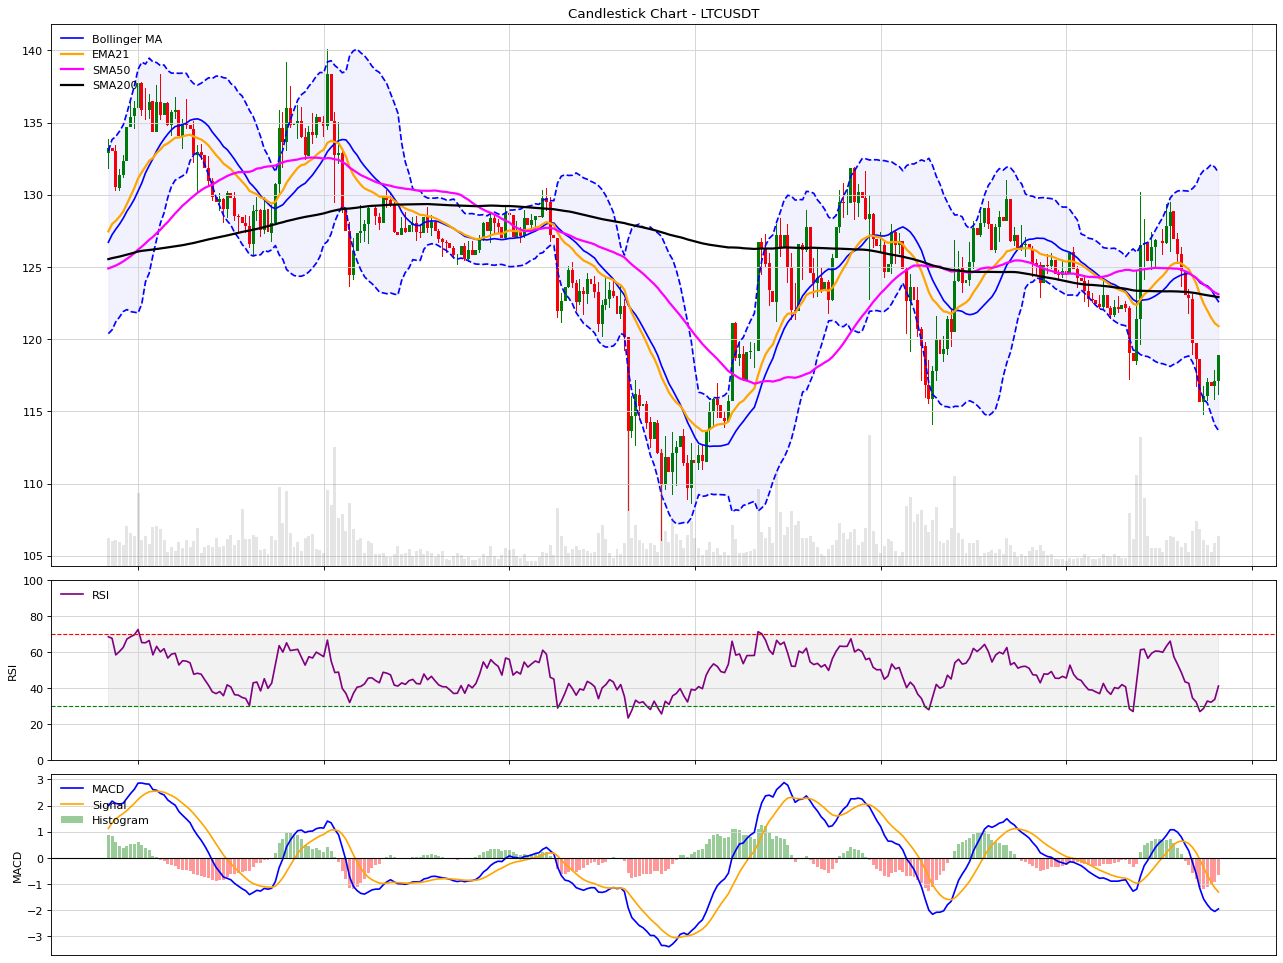 Candlestick Chart - LTCUSDT
Bollinger MA
EMA21
SMA50
SMA200
140
135
130
125
120
115
110
105
100
80
60
40
20
0
RSI
RSI
3
2
1
0
−1
−2
−3
MACD
MACD
Signal
Histogram